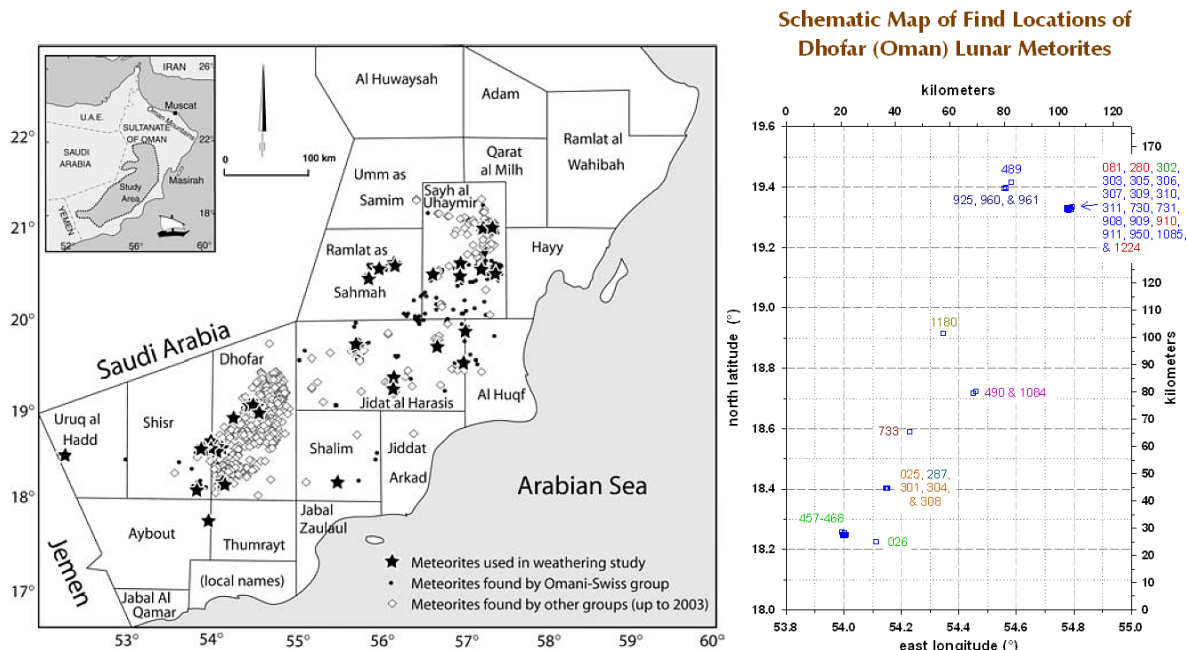 IRAN
26°
Muscat
U.A.E.
Oman Mountains
SULTANATE
OF OMAN
22°
SAUDI
ARABIA
Masirah
Study
Area
18°
YEMEN
52°
56°
60°
0
100 km
Al Huwaysah
Adam
22°
Ramlat al
Wahibah
Qarat
al Milh
Umm as
Samim
Sayh al
Uhaymir
21°
Ramlat as
Hayy
Sahmah
20°
Saudi Arabia
Dhofar
Al Huqf
Jidat al Harasis
19°
Uruq al
Hadd
Shisr
Shalim
Jiddat
Arkad
Arabian Sea
18°
Jabal
Zaulaul
Aybout
Thumrayt
Jemen
Meteorites used in weathering study
(local names)
Meteorites found by Omani-Swiss group
Meteorites found by other groups (up to 2003)
17°
Jabal Al
Qamar
53°
54°
55°
56°
57°
58°
59°
60°
Schematic Map of Find Locations of
Dhofar (Oman) Lunar Metorites
kilometers
0 20 40 60 80 100 120
19.6
19.4
19.2
19.0
18.8
18.6
18.4
18.2
18.0
north latitude (°)
489
925, 960, & 961
081, 280, 302,
303, 305, 306,
307, 309, 310,
311, 730, 731,
908, 909, 910,
911, 950, 1085,
& 1224
1180
490 & 1084
733
025, 287,
301, 304,
& 308
457-468
026
170
160
150
140
130
120
110
100
90
80
70
60
50
40
30
20
10
0
kilometers
53.8 54.0 54.2 54.4 54.6 54.8 55.0
east longitude (°)